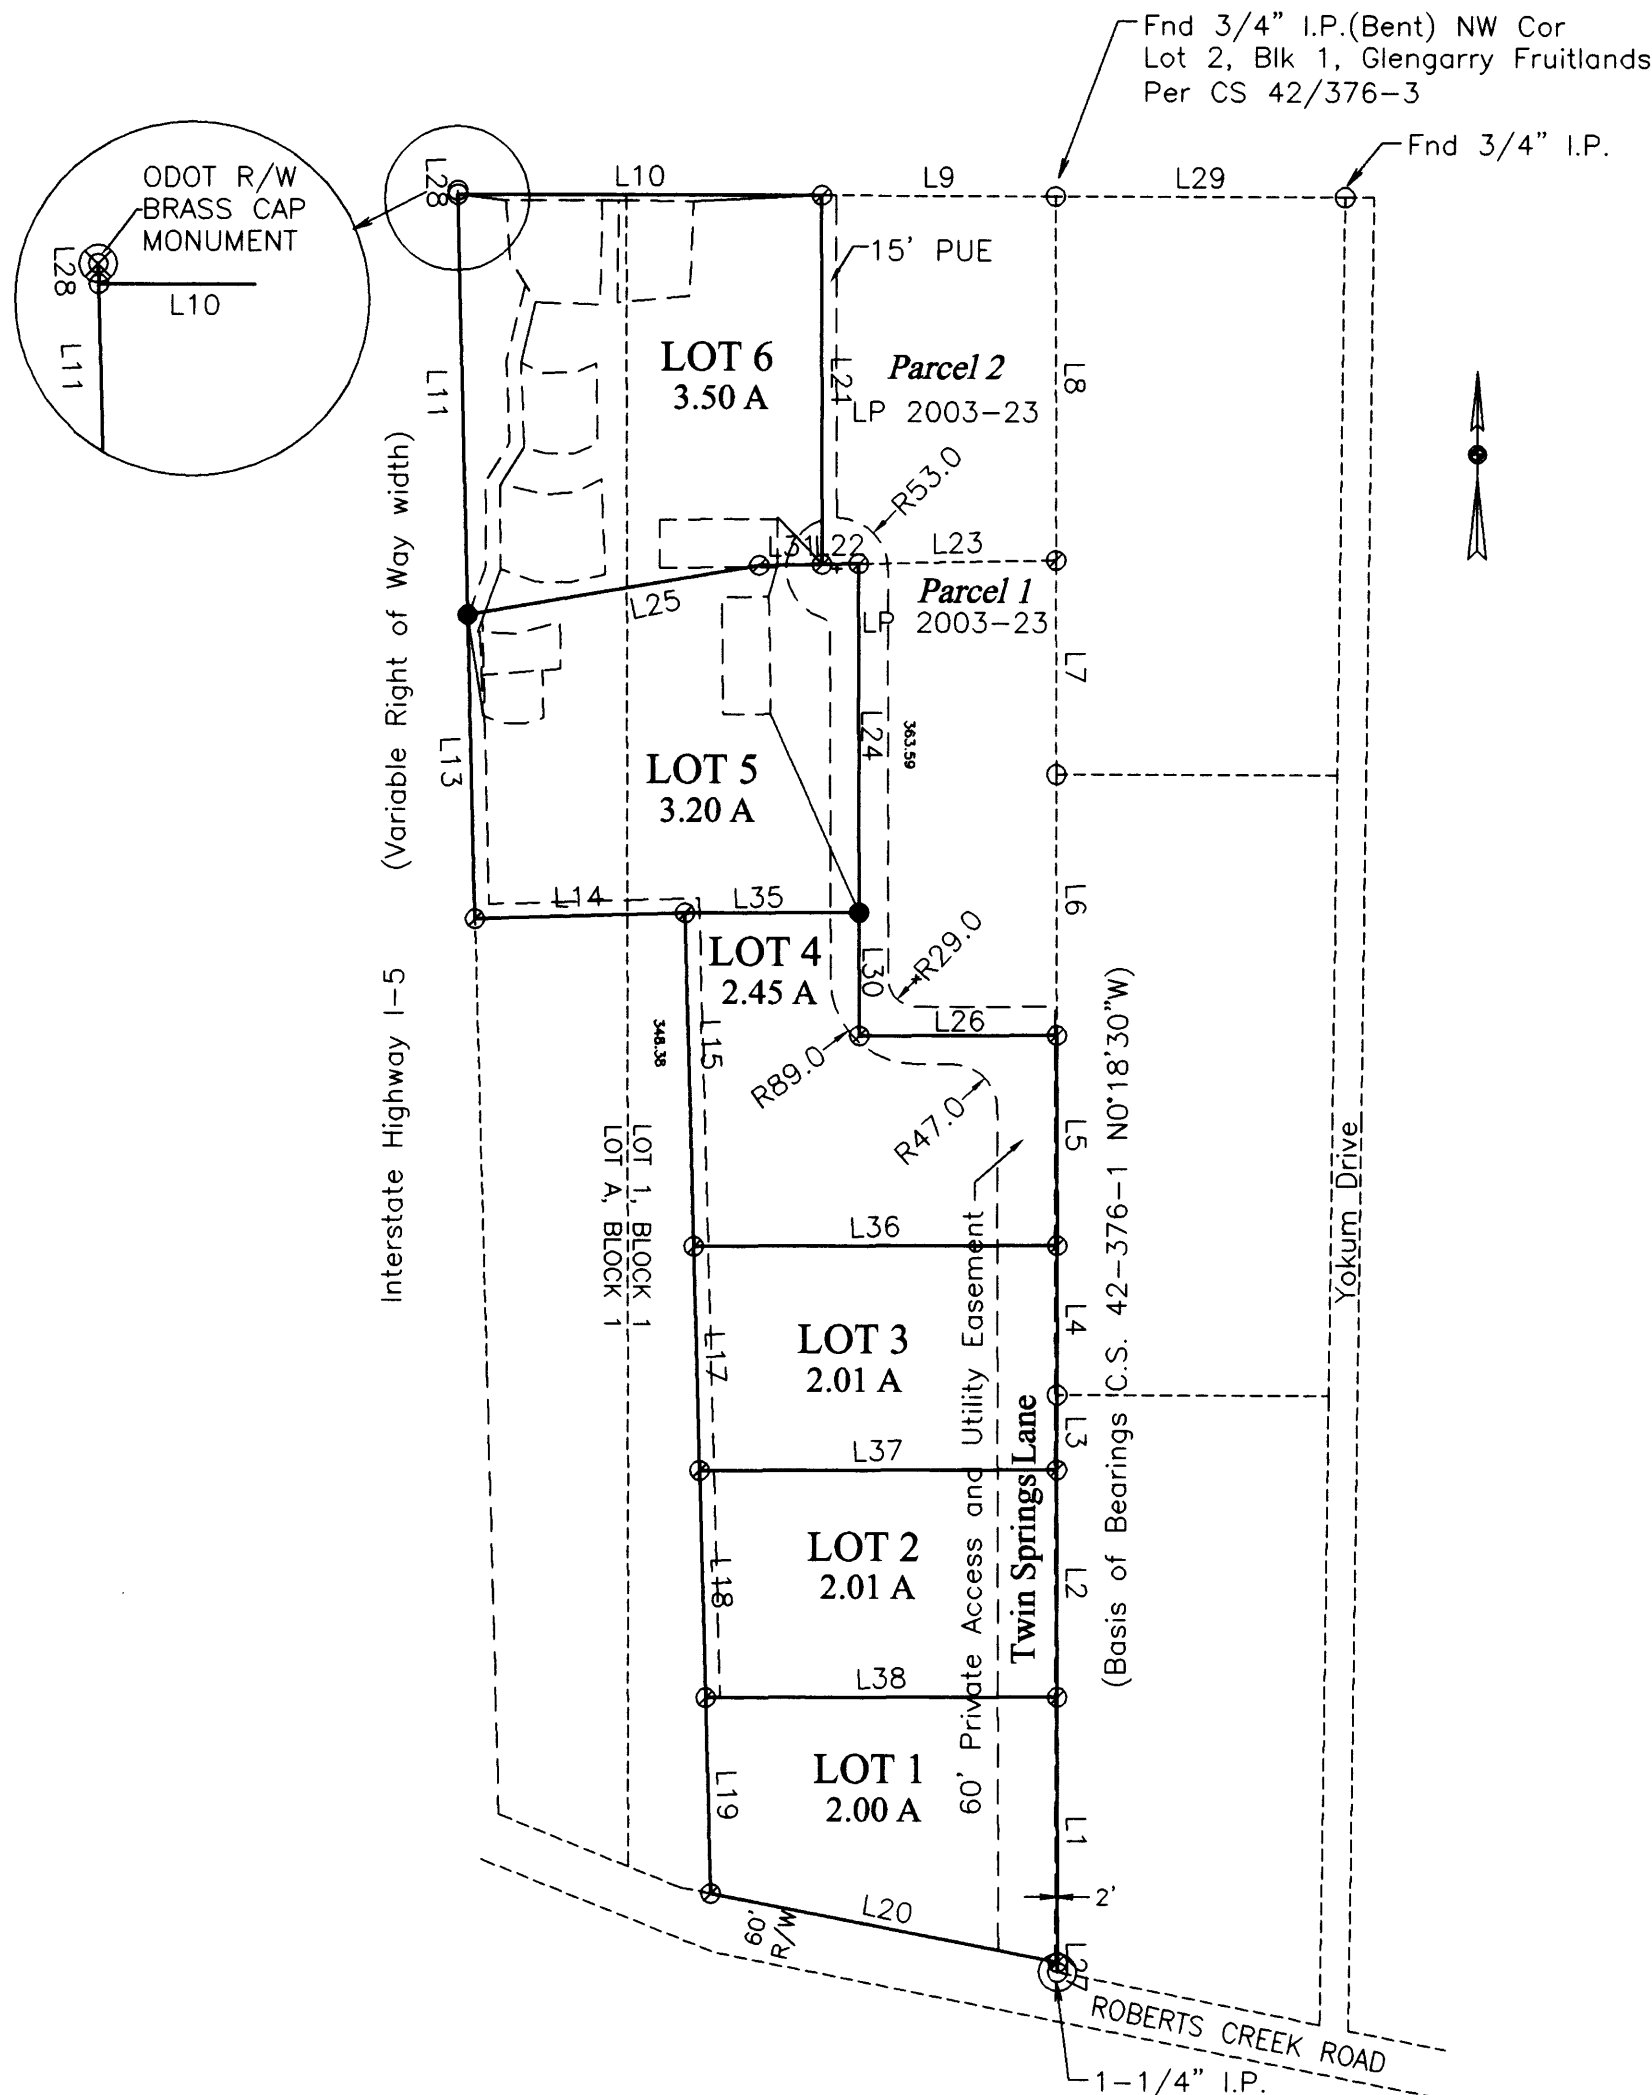 Fnd 3/4" I.P.(Bent) NW Cor
Lot 2, Blk 1, Glengarry Fruitlands
Per CS 42/376-3
Fnd 3/4" I.P.
ODOT R/W
BRASS CAP
MONUMENT
L28
L10
L11
L28
L10
L9
L29
15' PUE
LOT 6
3.50 A
L21
Parcel 2
LP 2003-23
L8
L11
R53.0
L31
L22
L23
L25
Parcel 1
LP 2003-23
(Variable Right of Way width)
L7
L13
L24
363.59
LOT 5
3.20 A
L6
L14
L35
LOT 4
2.45 A
L30
R29.0
L26
Interstate Highway I-5
348.38
L15
R89.0
R47.0
L5
LOT 1, BLOCK 1
LOT A, BLOCK 1
L36
(Basis of Bearings C.S. 42-376-1 N0°18'30"W)
Yokum Drive
LOT 3
2.01 A
L4
L17
L3
L37
60' Private Access and Utility Easement
Twin Springs Lane
LOT 2
2.01 A
L2
L18
L38
LOT 1
2.00 A
L19
L1
2'
L20
60'
R/W
L27
ROBERTS CREEK ROAD
1-1/4" I.P.